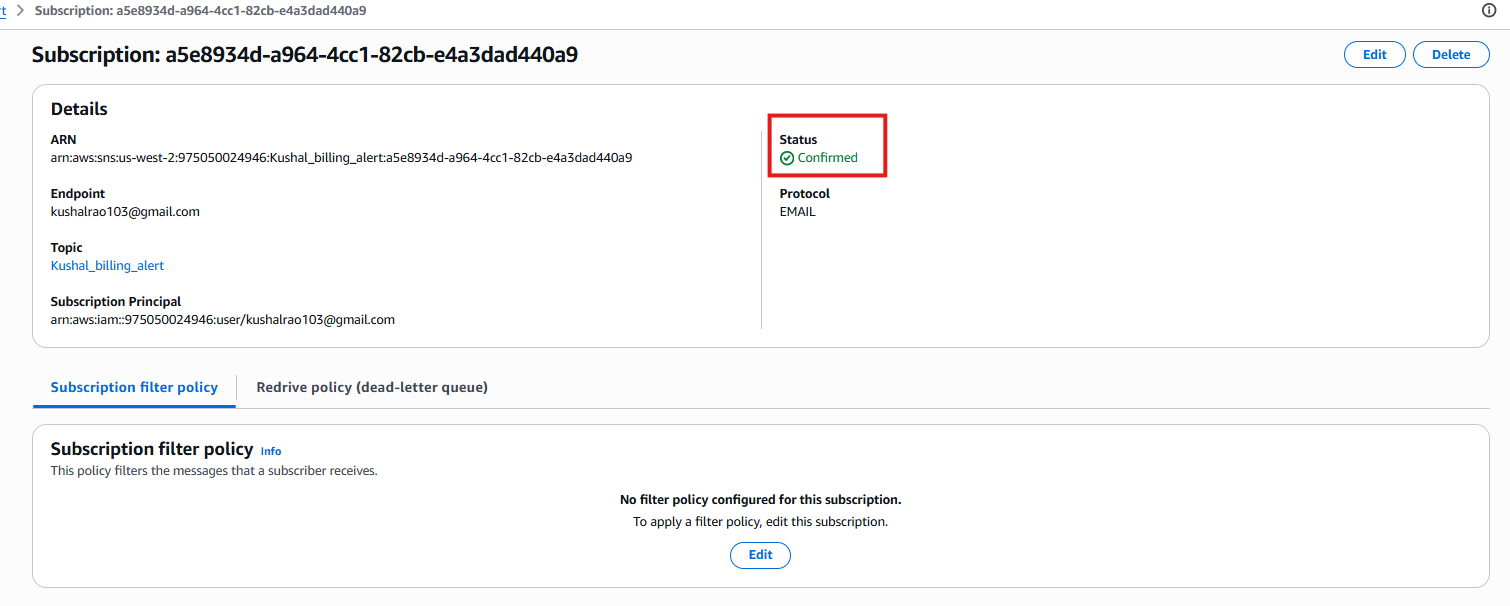 rt > Subscription: a5e8934d-a964-4cc1-82cb-e4a3dad440a9
Subscription: a5e8934d-a964-4cc1-82cb-e4a3dad440a9
Edit
Delete
Details
ARN
arn:aws:sns:us-west-2:975050024946:Kushal_billing_alert:a5e8934d-a964-4cc1-82cb-e4a3dad440a9
Endpoint
kushalrao103@gmail.com
Topic
Kushal_billing_alert
Subscription Principal
arn:aws:iam::975050024946:user/kushalrao103@gmail.com
Status
Confirmed
Protocol
EMAIL
Subscription filter policy
Redrive policy (dead-letter queue)
Subscription filter policy Info
This policy filters the messages that a subscriber receives.
No filter policy configured for this subscription.
To apply a filter policy, edit this subscription.
Edit